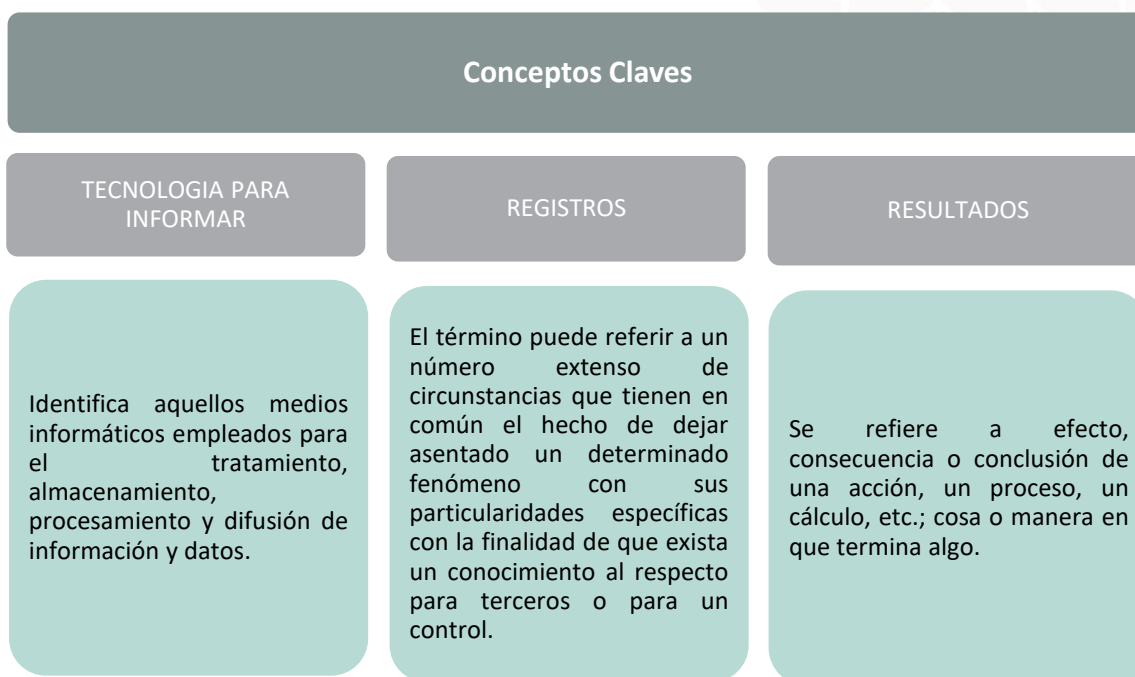 Conceptos Claves
TECNOLOGIA PARA
INFORMAR
REGISTROS
RESULTADOS
Identifica aquellos medios
informáticos empleados para
el tratamiento,
almacenamiento,
procesamiento y difusión de
información y datos.
El término puede referir a un
número extenso de
circunstancias que tienen en
común el hecho de dejar
asentado un determinado
fenómeno con sus
particularidades específicas
con la finalidad de que exista
un conocimiento al respecto
para terceros o para un
control.
Se refiere a efecto,
consecuencia o conclusión de
una acción, un proceso, un
cálculo, etc.; cosa o manera en
que termina algo.